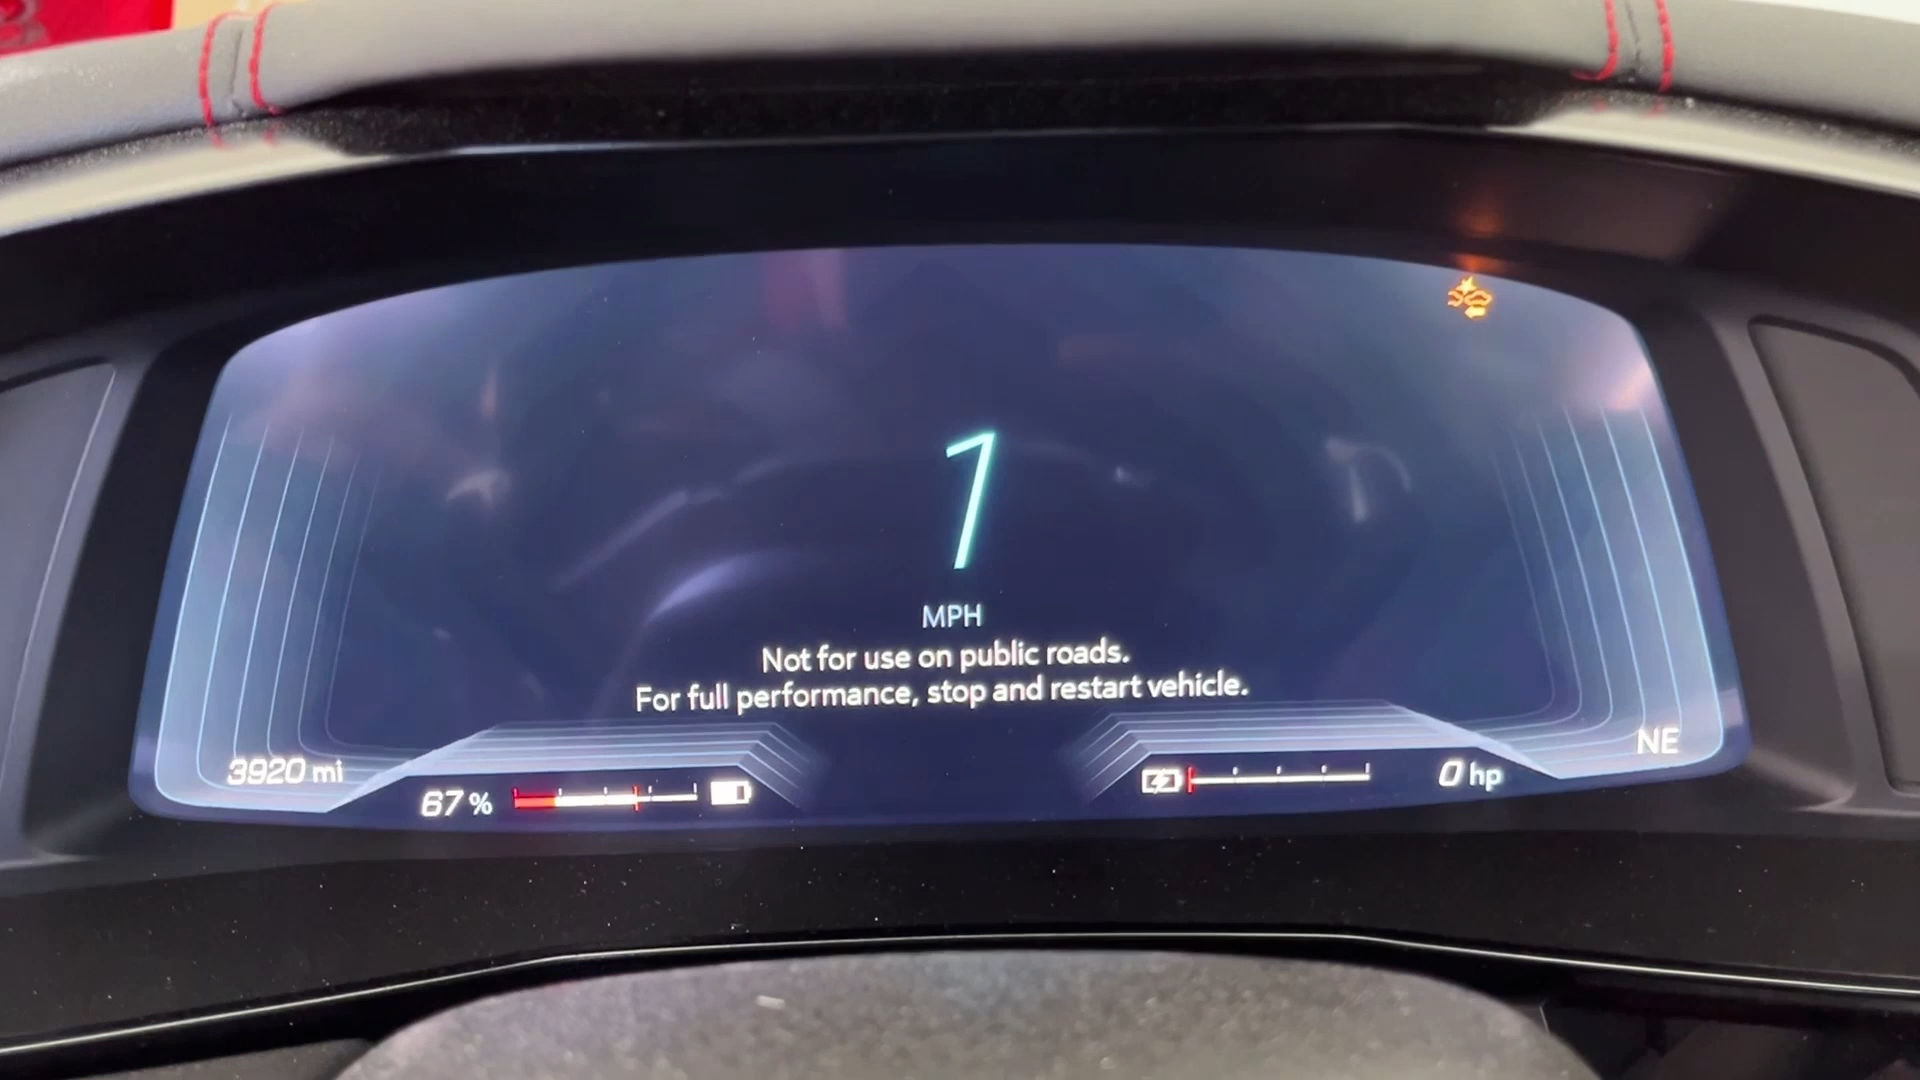 1
MPH
Not for use on public roads.
For full performance, stop and restart vehicle.
3920 mi
67 %
0 hp
NE